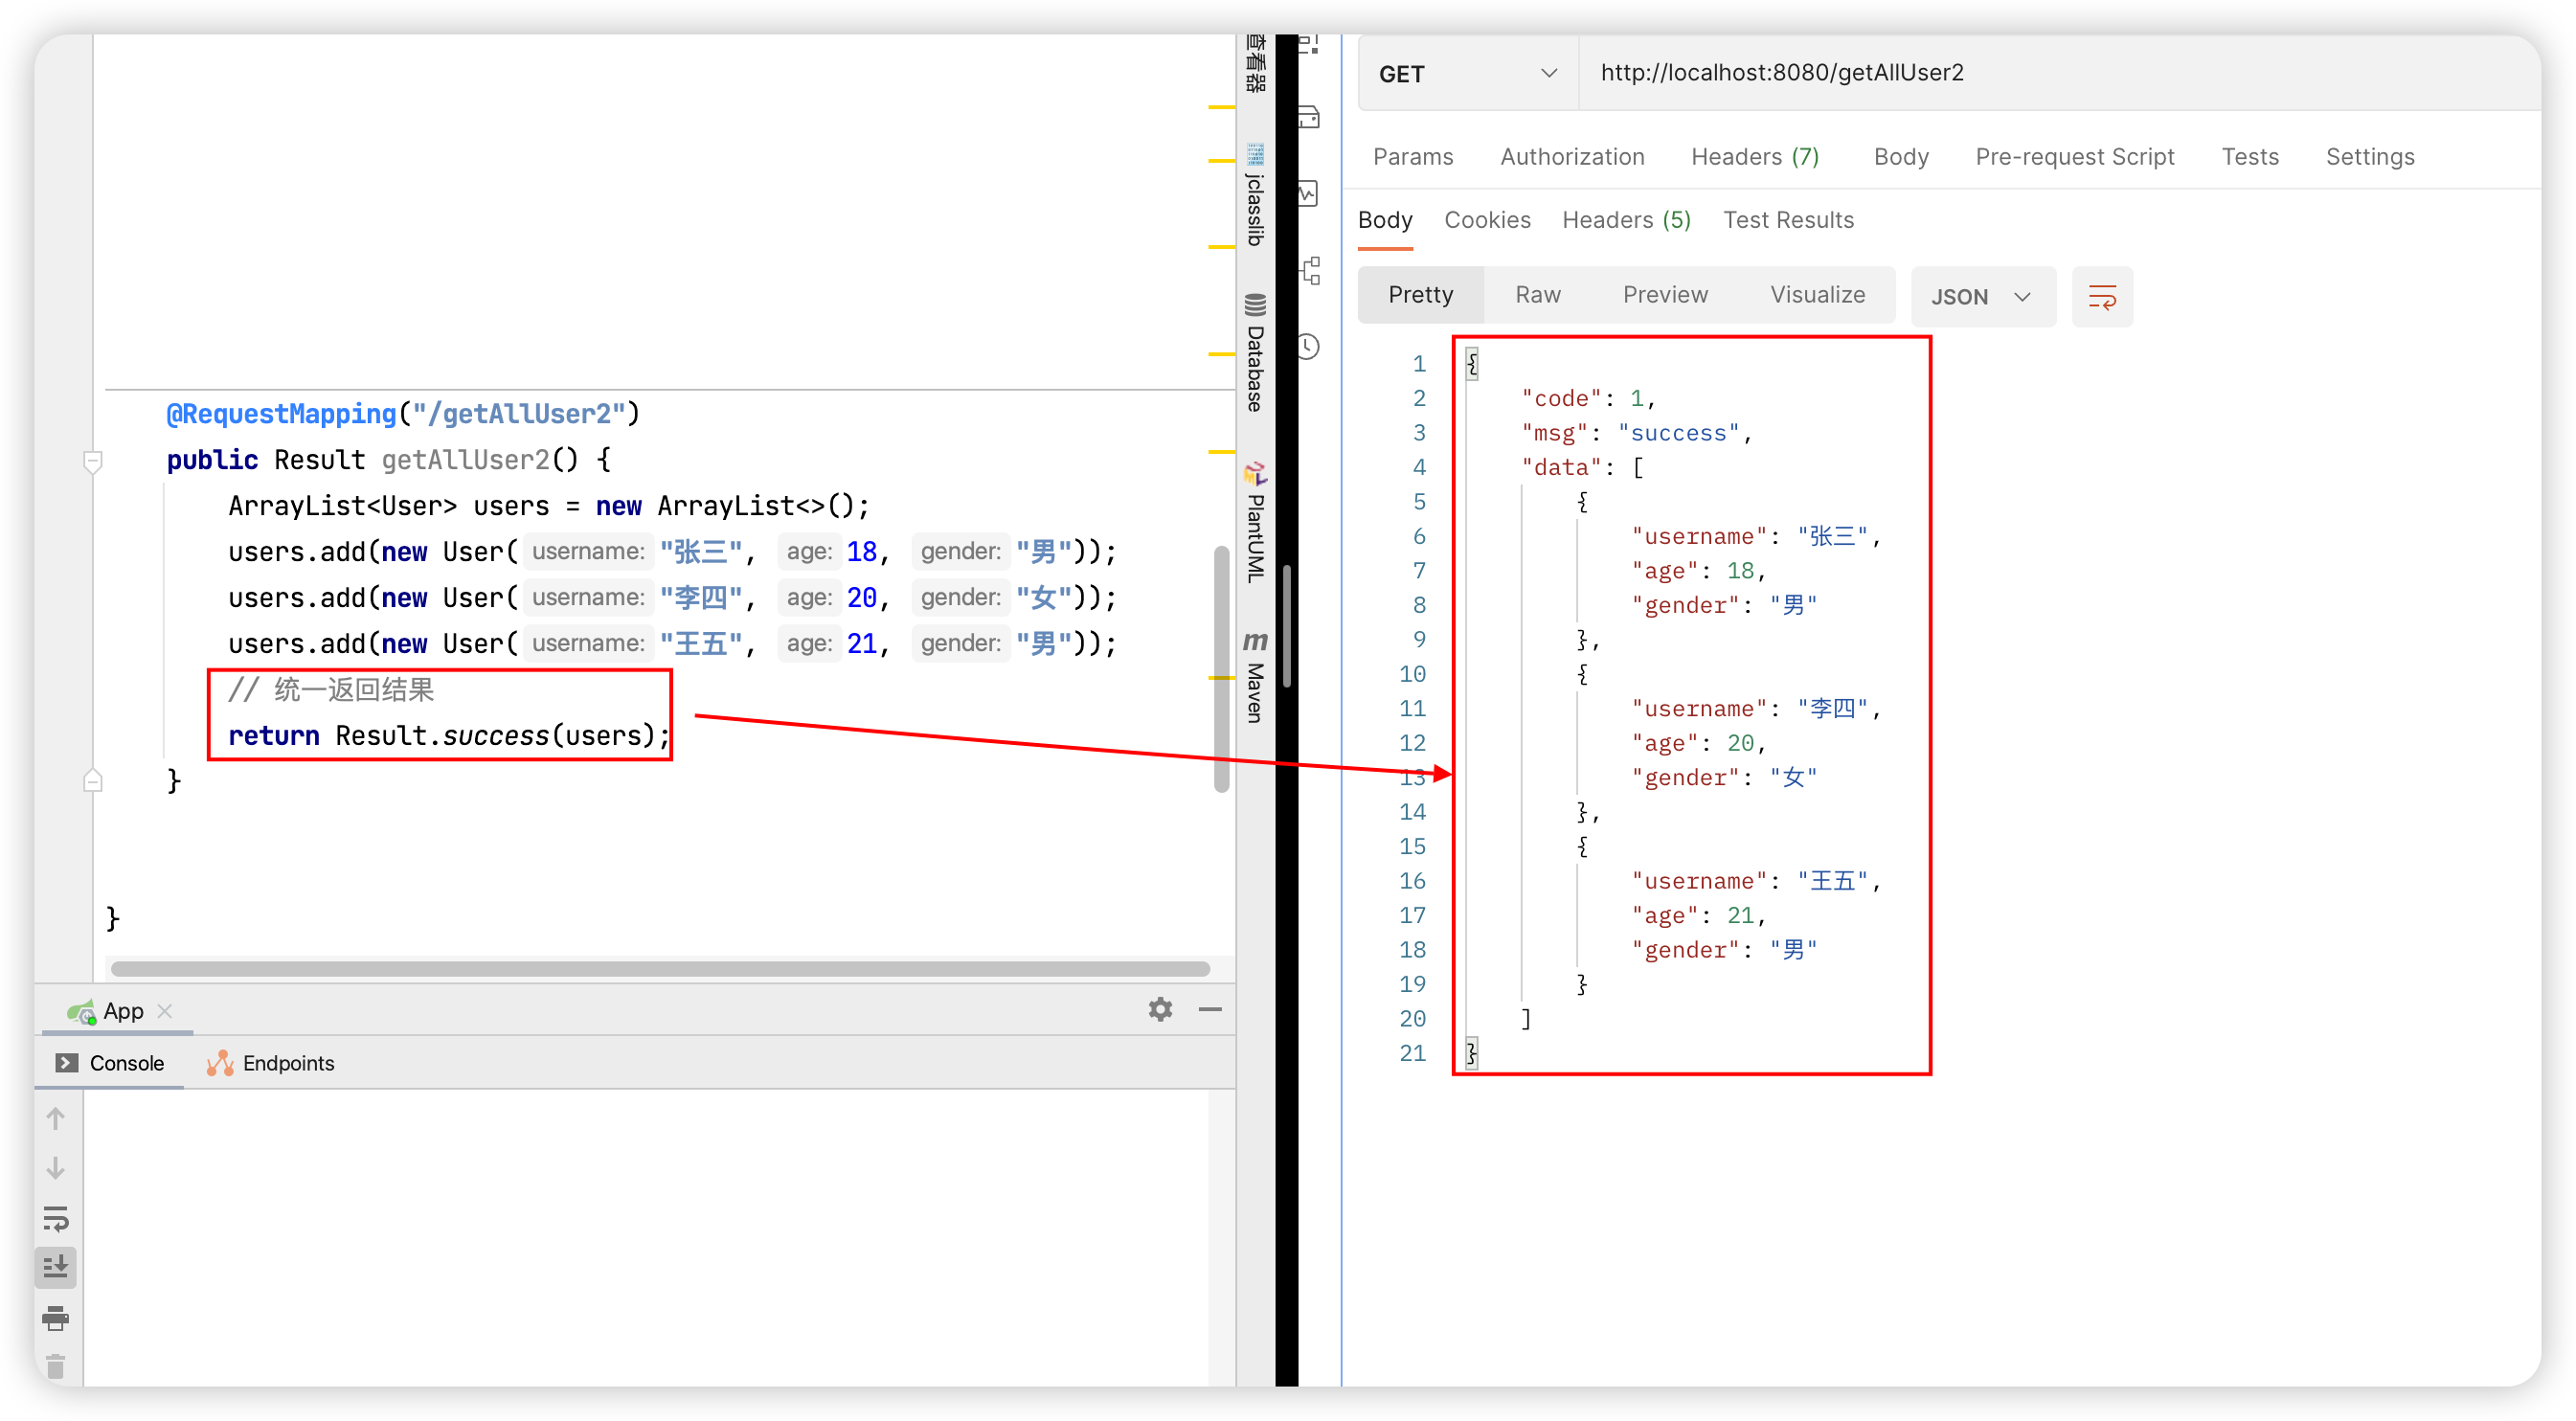 @RequestMapping("/getAllUser2")
public Result getAllUser2() {
ArrayList<User> users = new ArrayList<>();
users.add(new User( username: "张三", age: 18, gender: "男"));
users.add(new User( username: "李四", age: 20, gender: "女"));
users.add(new User( username: "王五", age: 21, gender: "男"));
// 统一返回结果
return Result.success(users);
}
}
App
Console Endpoints
查看器
jclasslib
Database
PlantUML
m Maven
GET http://localhost:8080/getAllUser2
Params Authorization Headers (7) Body Pre-request Script Tests Settings
Body Cookies Headers (5) Test Results
Pretty Raw Preview Visualize JSON
1 {
2 "code": 1,
3 "msg": "success",
4 "data": [
5 {
6 "username": "张三",
7 "age": 18,
8 "gender": "男"
9 },
10 {
11 "username": "李四",
12 "age": 20,
13 "gender": "女"
14 },
15 {
16 "username": "王五",
17 "age": 21,
18 "gender": "男"
19 }
20 ]
21 }